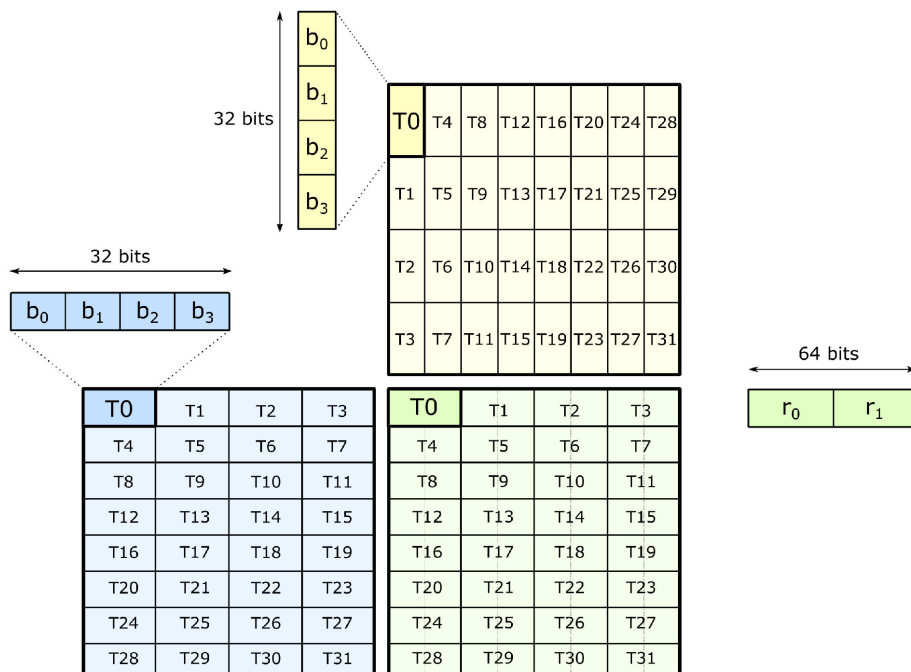 b0
b1
b2
b3
32 bits
T0 T4 T8 T12 T16 T20 T24 T28
T1 T5 T9 T13 T17 T21 T25 T29
T2 T6 T10 T14 T18 T22 T26 T30
T3 T7 T11 T15 T19 T23 T27 T31
32 bits
b0 b1 b2 b3
T0 T1 T2 T3
T4 T5 T6 T7
T8 T9 T10 T11
T12 T13 T14 T15
T16 T17 T18 T19
T20 T21 T22 T23
T24 T25 T26 T27
T28 T29 T30 T31
T0 T1 T2 T3
T4 T5 T6 T7
T8 T9 T10 T11
T12 T13 T14 T15
T16 T17 T18 T19
T20 T21 T22 T23
T24 T25 T26 T27
T28 T29 T30 T31
64 bits
r0 r1